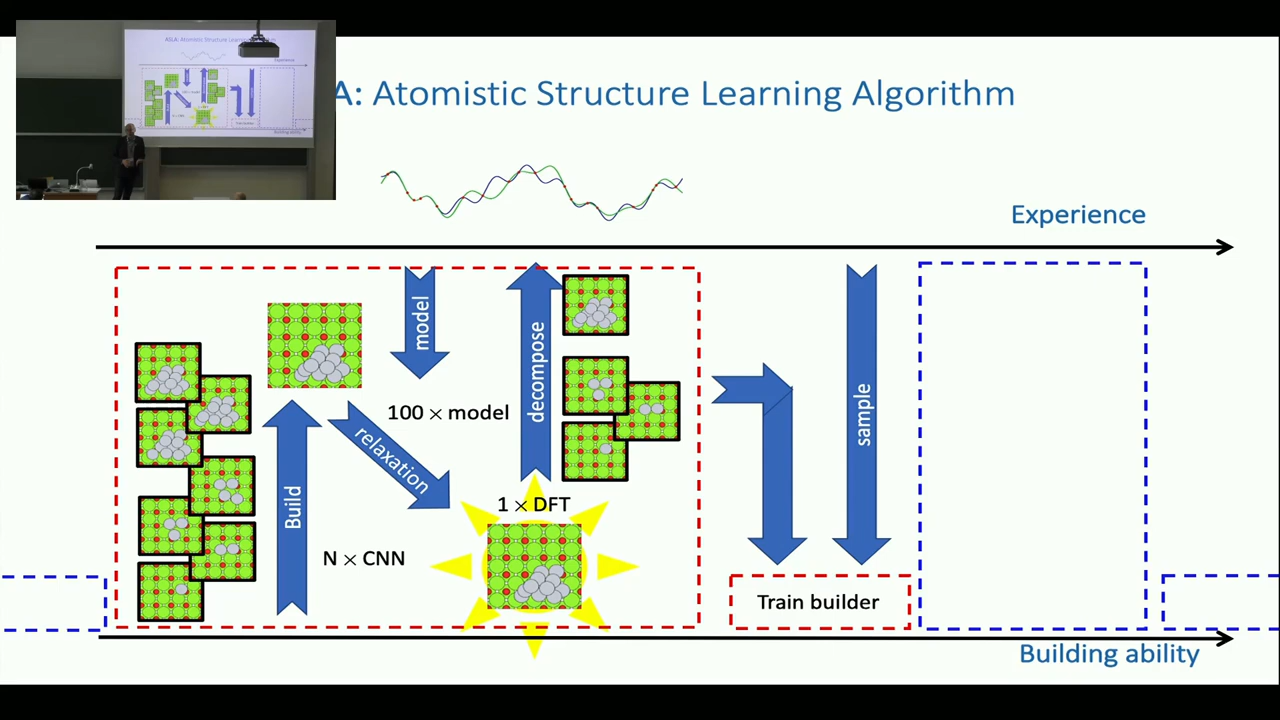 A: Atomistic Structure Learning Algorithm
Experience
model
decompose
100 × model
sample
relaxation
Build
1 × DFT
N × CNN
Train builder
Building ability